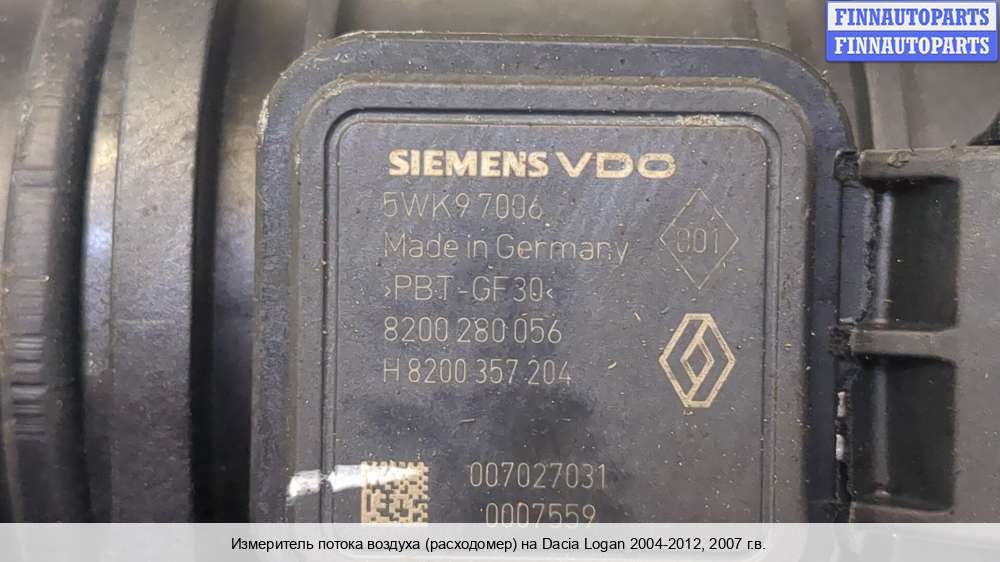 FINNAUTOPARTS
FINNAUTOPARTS
SIEMENS VDO
5WK9 7006
Made in Germany
001
>PBT-GF30<
8200 280 056
H 8200 357 204
007027031
0007559
Измеритель потока воздуха (расходомер) на Dacia Logan 2004-2012, 2007 г.в.